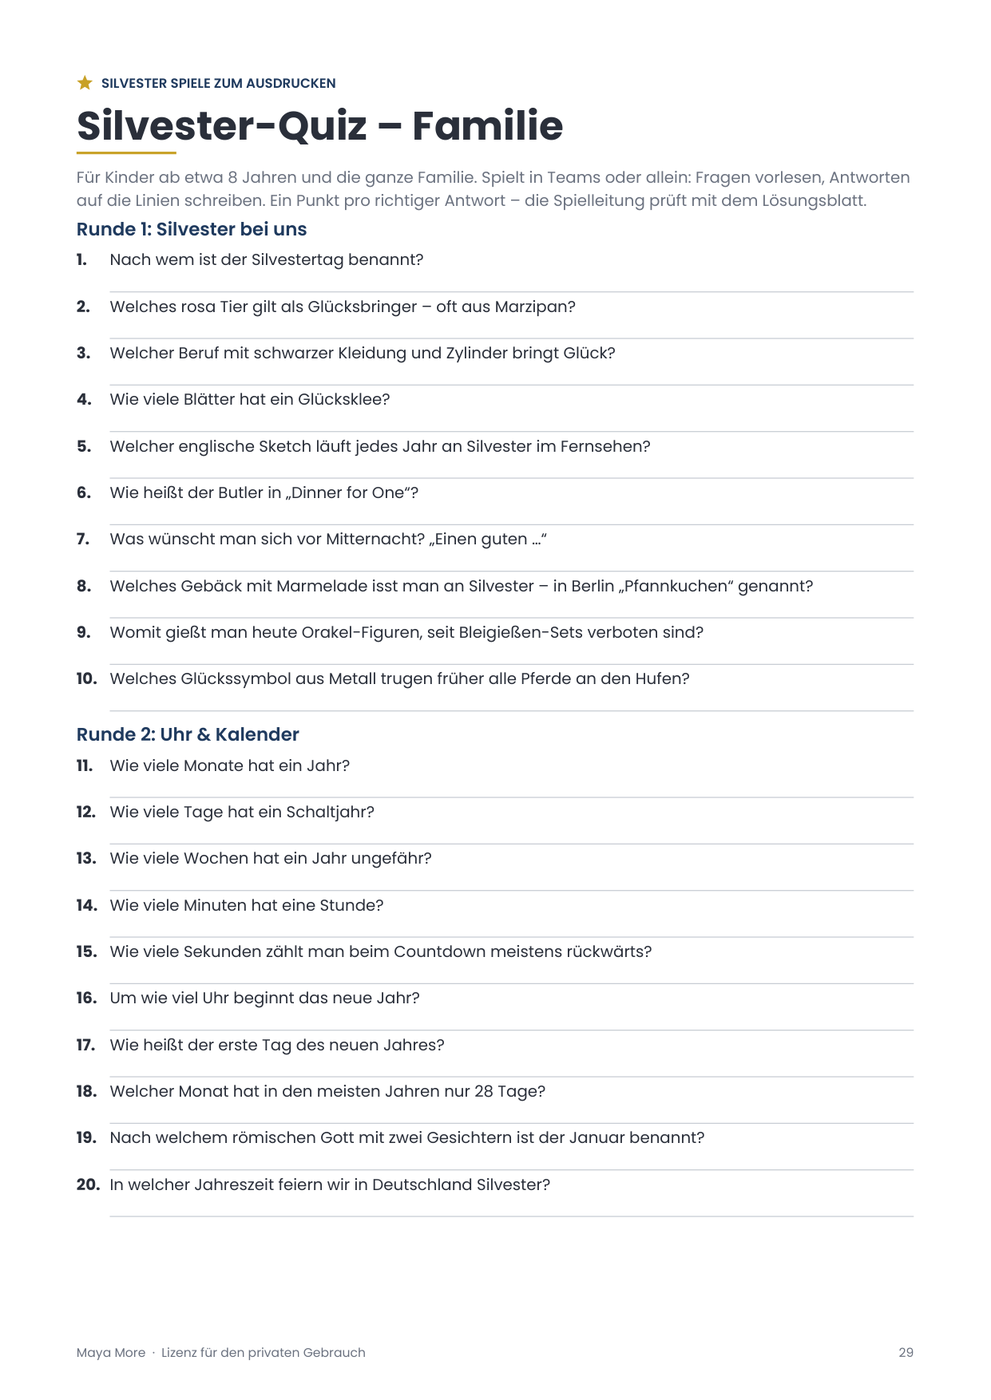 SILVESTER SPIELE ZUM AUSDRUCKEN
Silvester-Quiz – Familie
Für Kinder ab etwa 8 Jahren und die ganze Familie. Spielt in Teams oder allein: Fragen vorlesen, Antworten
auf die Linien schreiben. Ein Punkt pro richtiger Antwort – die Spielleitung prüft mit dem Lösungsblatt.
Runde 1: Silvester bei uns
1. Nach wem ist der Silvestertag benannt?
2. Welches rosa Tier gilt als Glücksbringer – oft aus Marzipan?
3. Welcher Beruf mit schwarzer Kleidung und Zylinder bringt Glück?
4. Wie viele Blätter hat ein Glücksklee?
5. Welcher englische Sketch läuft jedes Jahr an Silvester im Fernsehen?
6. Wie heißt der Butler in „Dinner for One“?
7. Was wünscht man sich vor Mitternacht? „Einen guten …“
8. Welches Gebäck mit Marmelade isst man an Silvester – in Berlin „Pfannkuchen“ genannt?
9. Womit gießt man heute Orakel-Figuren, seit Bleigießen-Sets verboten sind?
10. Welches Glückssymbol aus Metall trugen früher alle Pferde an den Hufen?
Runde 2: Uhr & Kalender
11. Wie viele Monate hat ein Jahr?
12. Wie viele Tage hat ein Schaltjahr?
13. Wie viele Wochen hat ein Jahr ungefähr?
14. Wie viele Minuten hat eine Stunde?
15. Wie viele Sekunden zählt man beim Countdown meistens rückwärts?
16. Um wie viel Uhr beginnt das neue Jahr?
17. Wie heißt der erste Tag des neuen Jahres?
18. Welcher Monat hat in den meisten Jahren nur 28 Tage?
19. Nach welchem römischen Gott mit zwei Gesichtern ist der Januar benannt?
20. In welcher Jahreszeit feiern wir in Deutschland Silvester?
Maya More · Lizenz für den privaten Gebrauch 29